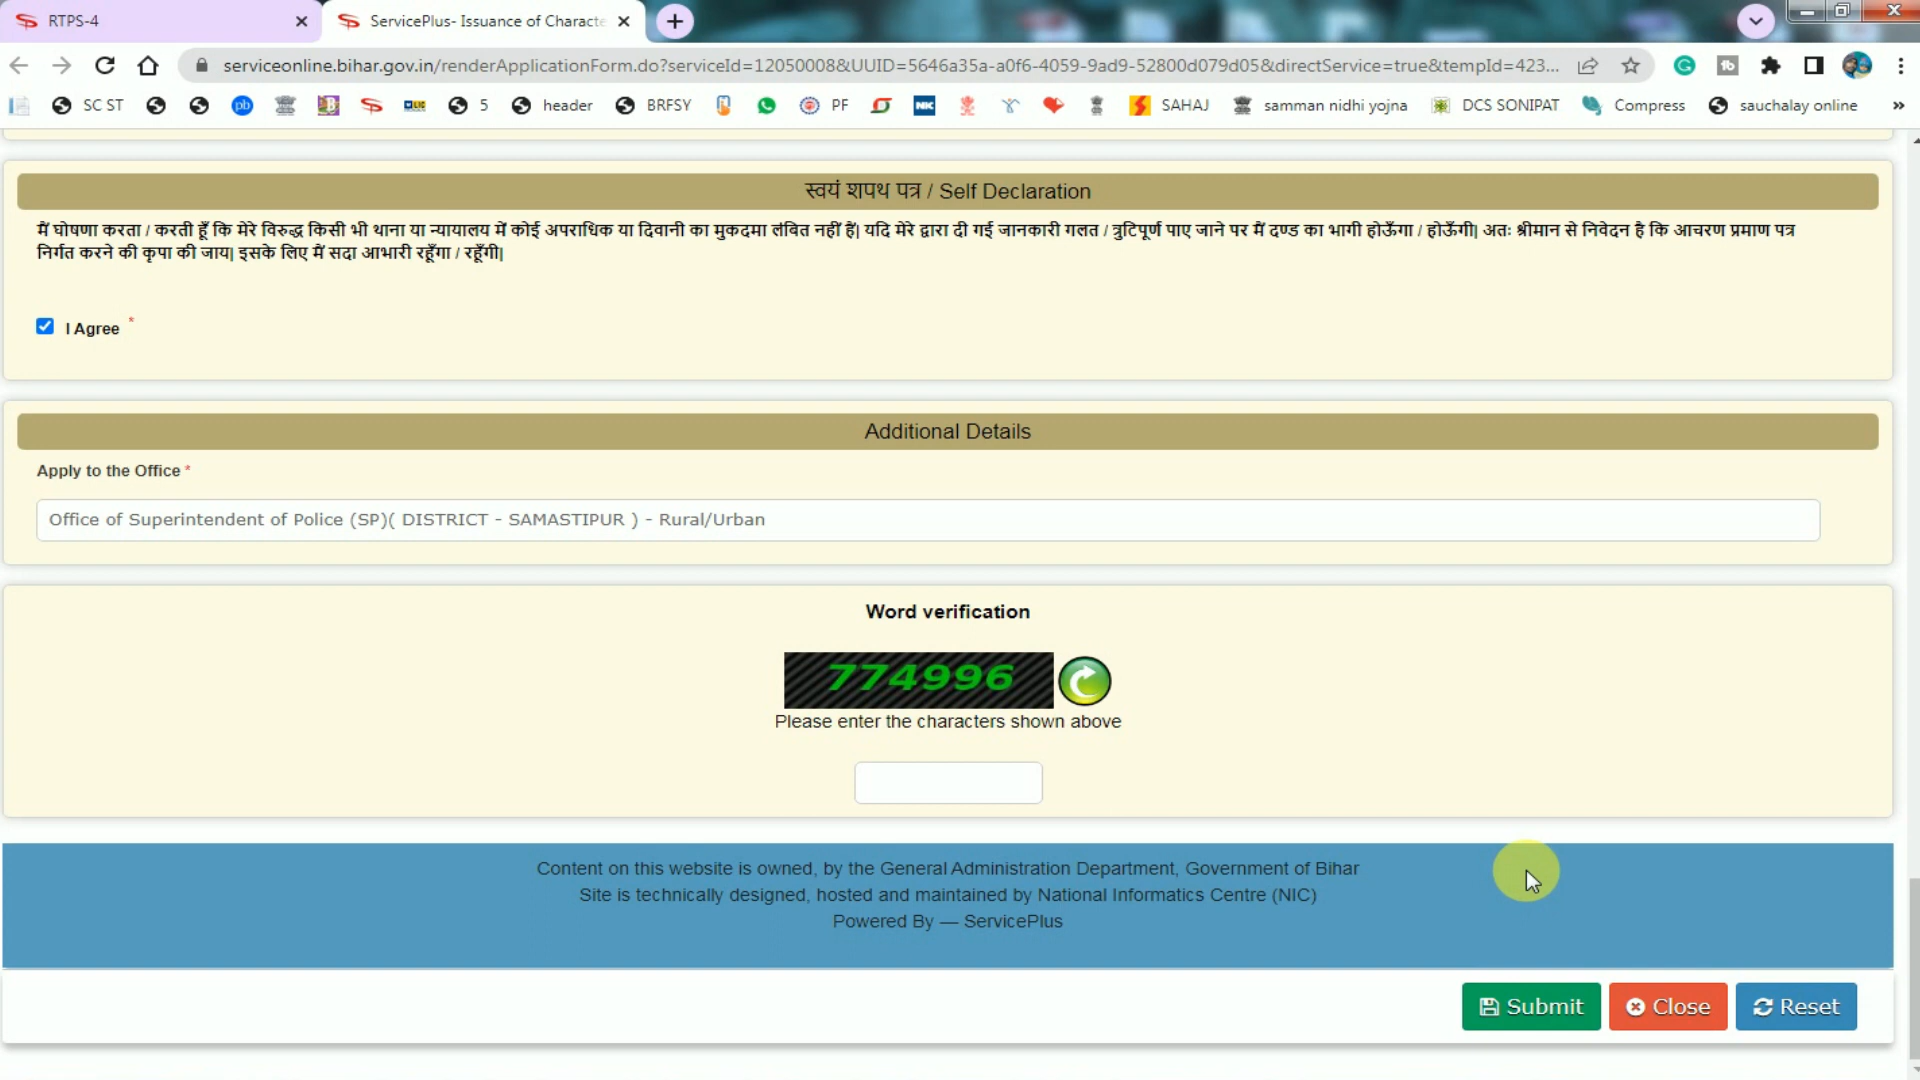 RTPS-4
ServicePlus- Issuance of Characte
serviceonline.bihar.gov.in/renderApplicationForm.do?serviceId=12050008&UUID=5646a35a-a0f6-4059-9ad9-52800d079d05&directService=true&tempId=423...
SC ST pb 5 header BRFSY PF NK SAHAJ samman nidhi yojna DCS SONIPAT Compress sauchalay online »
स्वयं शपथ पत्र / Self Declaration
मैं घोषणा करता / करती हूँ कि मेरे विरुद्ध किसी भी थाना या न्यायालय में कोई अपराधिक या दिवानी का मुकदमा लंबित नहीं हैं| यदि मेरे द्वारा दी गई जानकारी गलत / त्रुटिपूर्ण पाए जाने पर मैं दण्ड का भागी होऊँगा / होऊँगी| अतः श्रीमान से निवेदन है कि आचरण प्रमाण पत्र
निर्गत करने की कृपा की जाय| इसके लिए मैं सदा आभारी रहूँगा / रहूँगी|
I Agree *
Additional Details
Apply to the Office *
Office of Superintendent of Police (SP)( DISTRICT - SAMASTIPUR ) - Rural/Urban
Word verification
774996
Please enter the characters shown above
Content on this website is owned, by the General Administration Department, Government of Bihar
Site is technically designed, hosted and maintained by National Informatics Centre (NIC)
Powered By — ServicePlus
Submit Close Reset